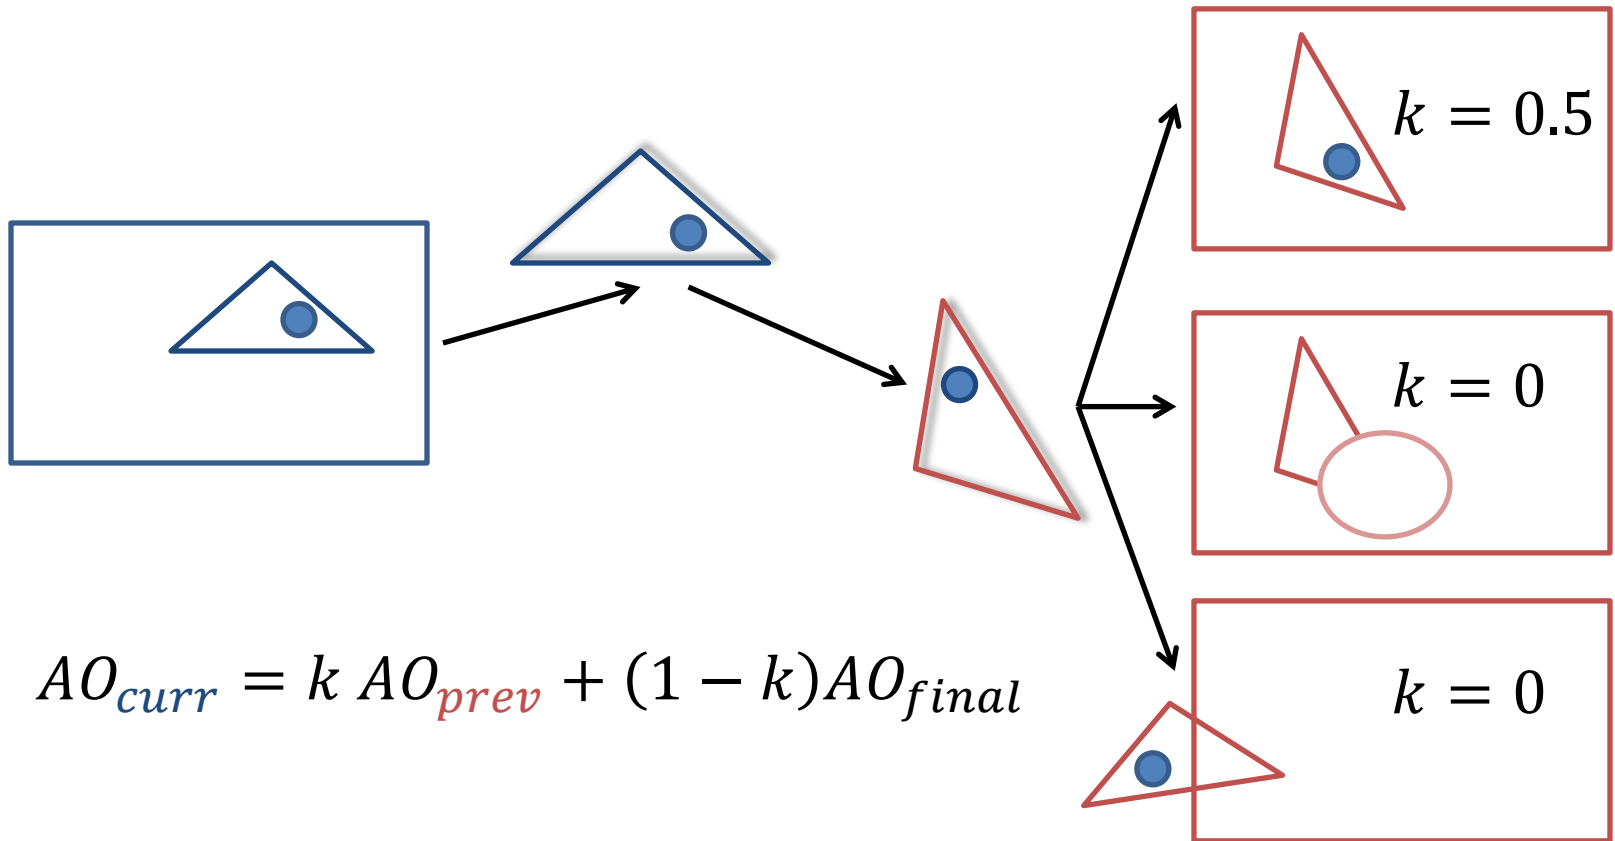 k = 0.5
k = 0
k = 0
AO_curr = k AO_prev + (1 − k)AO_final